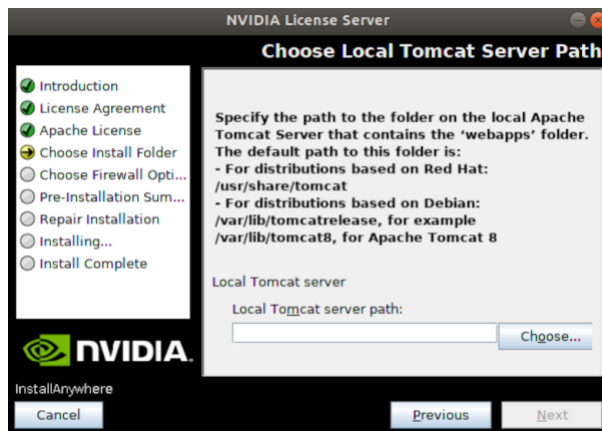 NVIDIA License Server
Choose Local Tomcat Server Path
Introduction
License Agreement
Apache License
Choose Install Folder
Choose Firewall Opti...
Pre-Installation Sum...
Repair Installation
Installing...
Install Complete
Specify the path to the folder on the local Apache
Tomcat Server that contains the 'webapps' folder.
The default path to this folder is:
- For distributions based on Red Hat:
/usr/share/tomcat
- For distributions based on Debian:
/var/lib/tomcatrelease, for example
/var/lib/tomcat8, for Apache Tomcat 8
Local Tomcat server
Local Tomcat server path:
Choose...
NVIDIA.
InstallAnywhere
Cancel
Previous
Next